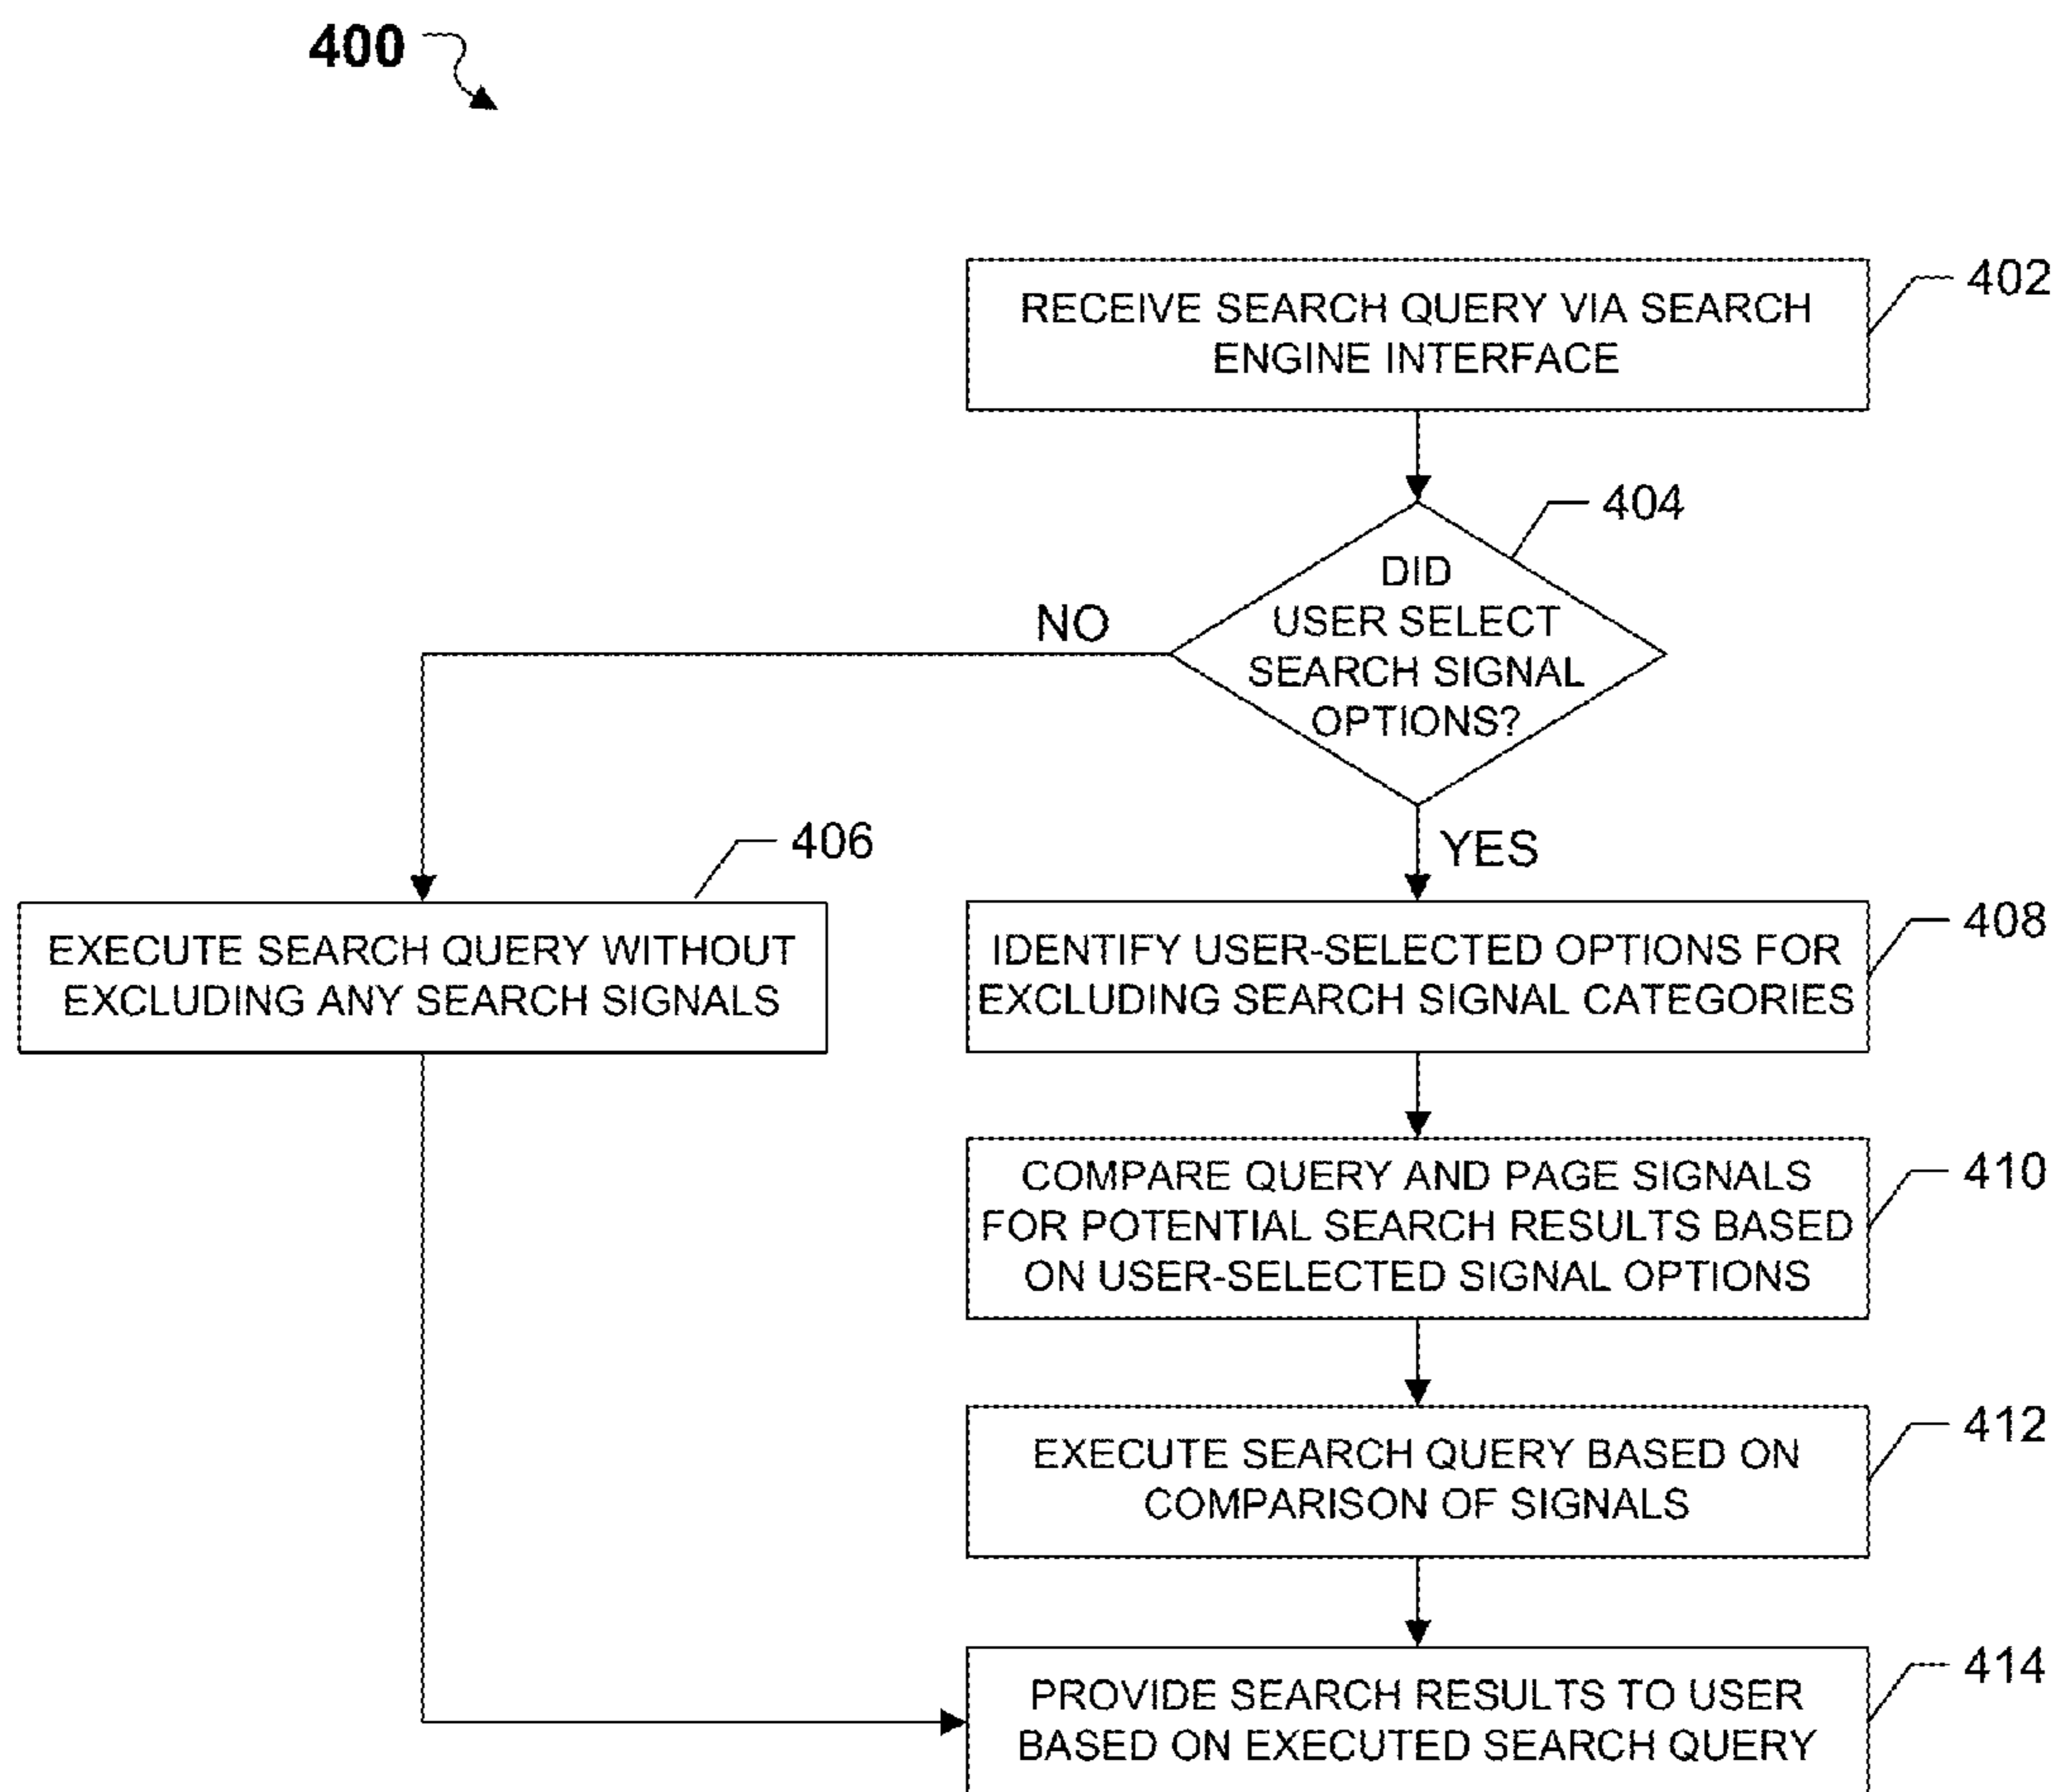 400
RECEIVE SEARCH QUERY VIA SEARCH
ENGINE INTERFACE
402
404
DID
USER SELECT
SEARCH SIGNAL
OPTIONS?
NO
YES
406
EXECUTE SEARCH QUERY WITHOUT
EXCLUDING ANY SEARCH SIGNALS
408
IDENTIFY USER-SELECTED OPTIONS FOR
EXCLUDING SEARCH SIGNAL CATEGORIES
410
COMPARE QUERY AND PAGE SIGNALS
FOR POTENTIAL SEARCH RESULTS BASED
ON USER-SELECTED SIGNAL OPTIONS
412
EXECUTE SEARCH QUERY BASED ON
COMPARISON OF SIGNALS
414
PROVIDE SEARCH RESULTS TO USER
BASED ON EXECUTED SEARCH QUERY